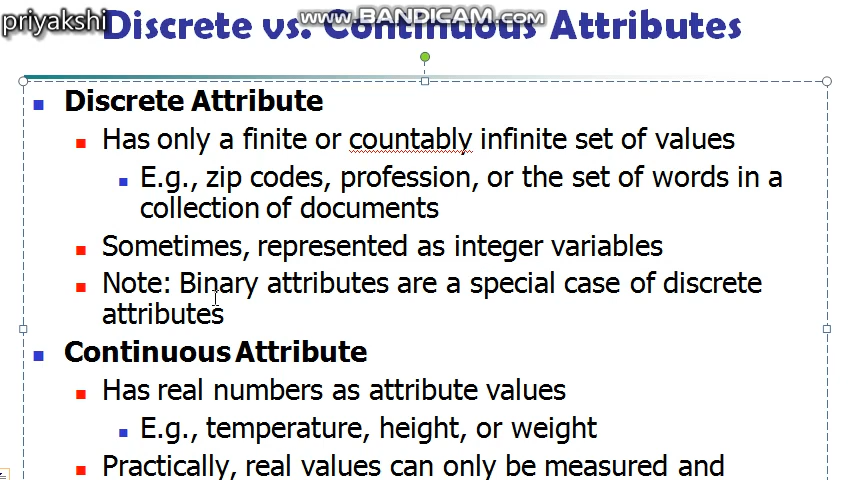 priyakshi
www.BANDICAM.com
Discrete vs. Continuous Attributes
Discrete Attribute
Has only a finite or countably infinite set of values
E.g., zip codes, profession, or the set of words in a
collection of documents
Sometimes, represented as integer variables
Note: Binary attributes are a special case of discrete
attributes
Continuous Attribute
Has real numbers as attribute values
E.g., temperature, height, or weight
Practically, real values can only be measured and